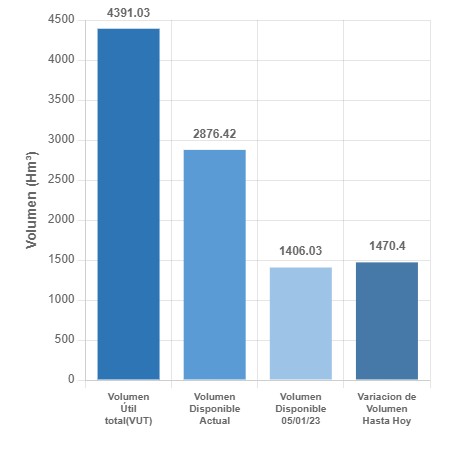 4500
4000
3500
3000
2500
2000
1500
1000
500
0
Volumen (Hm³)
4391.03
2876.42
1406.03
1470.4
Volumen
Útil
total(VUT)
Volumen
Disponible
Actual
Volumen
Disponible
05/01/23
Variacion de
Volumen
Hasta Hoy